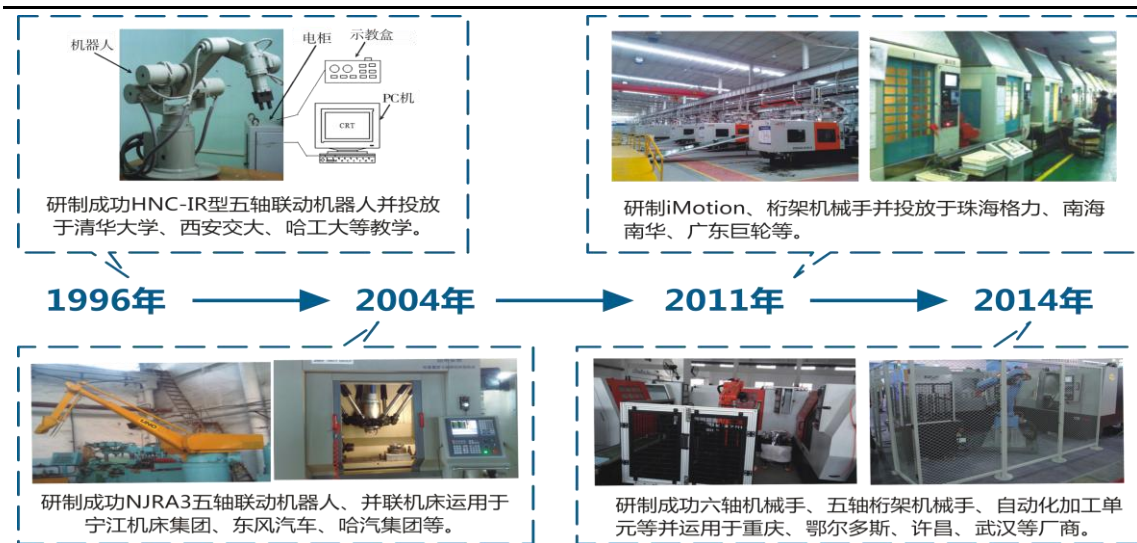 机器人
电柜
示教盒
PC机
CRT
研制成功HNC-IR型五轴联动机器人并投放
于清华大学、西安交大、哈工大等教学。
研制iMotion、桁架机械手并投放于珠海格力、南海
南华、广东巨轮等。
1996年
2004年
2011年
2014年
研制成功NJRA3五轴联动机器人、并联机床运用于
宁江机床集团、东风汽车、哈汽集团等。
研制成功六轴机械手、五轴桁架机械手、自动化加工单
元等并运用于重庆、鄂尔多斯、许昌、武汉等厂商。